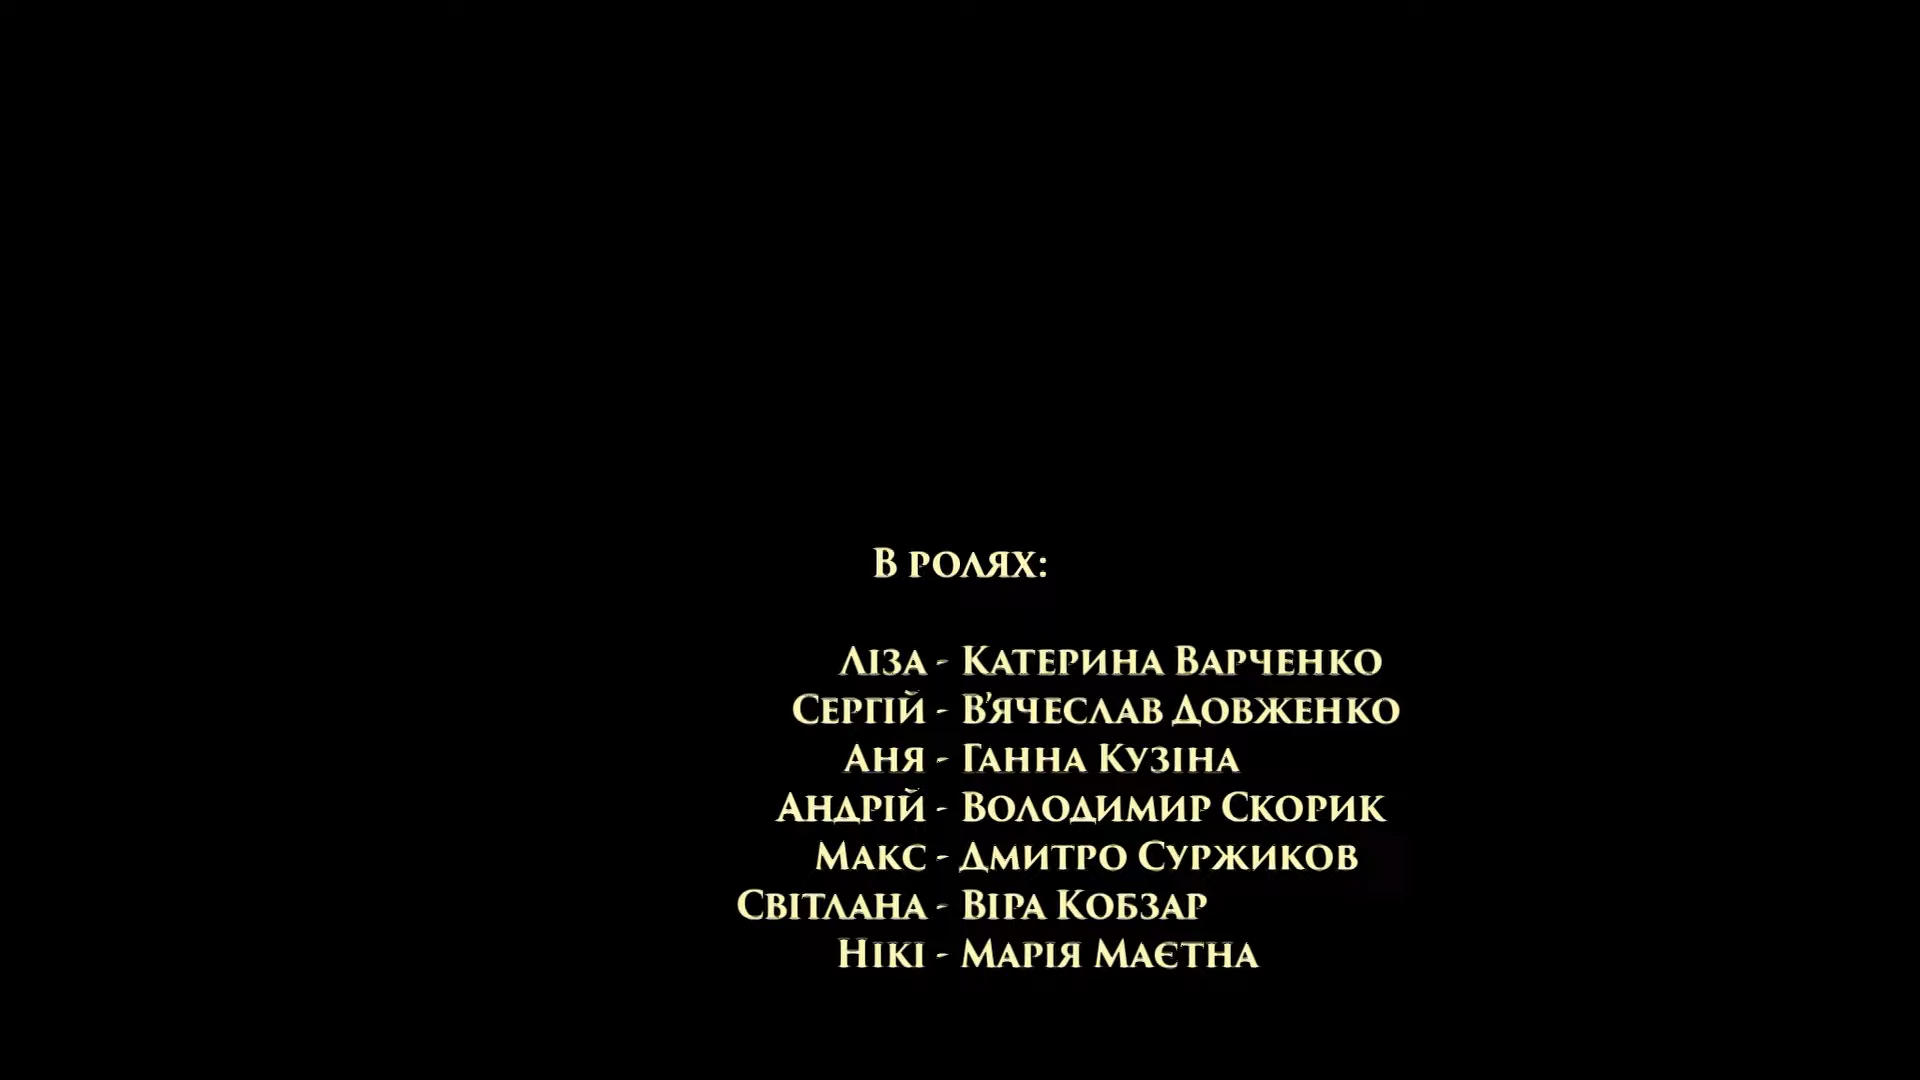 В ролях:
Ліза - Катерина Варченко
Сергій - В'ячеслав Довженко
Аня - Ганна Кузіна
Андрій - Володимир Скорик
Макс - Дмитро Суржиков
Світлана - Віра Кобзар
Нікі - Марія Маєтна